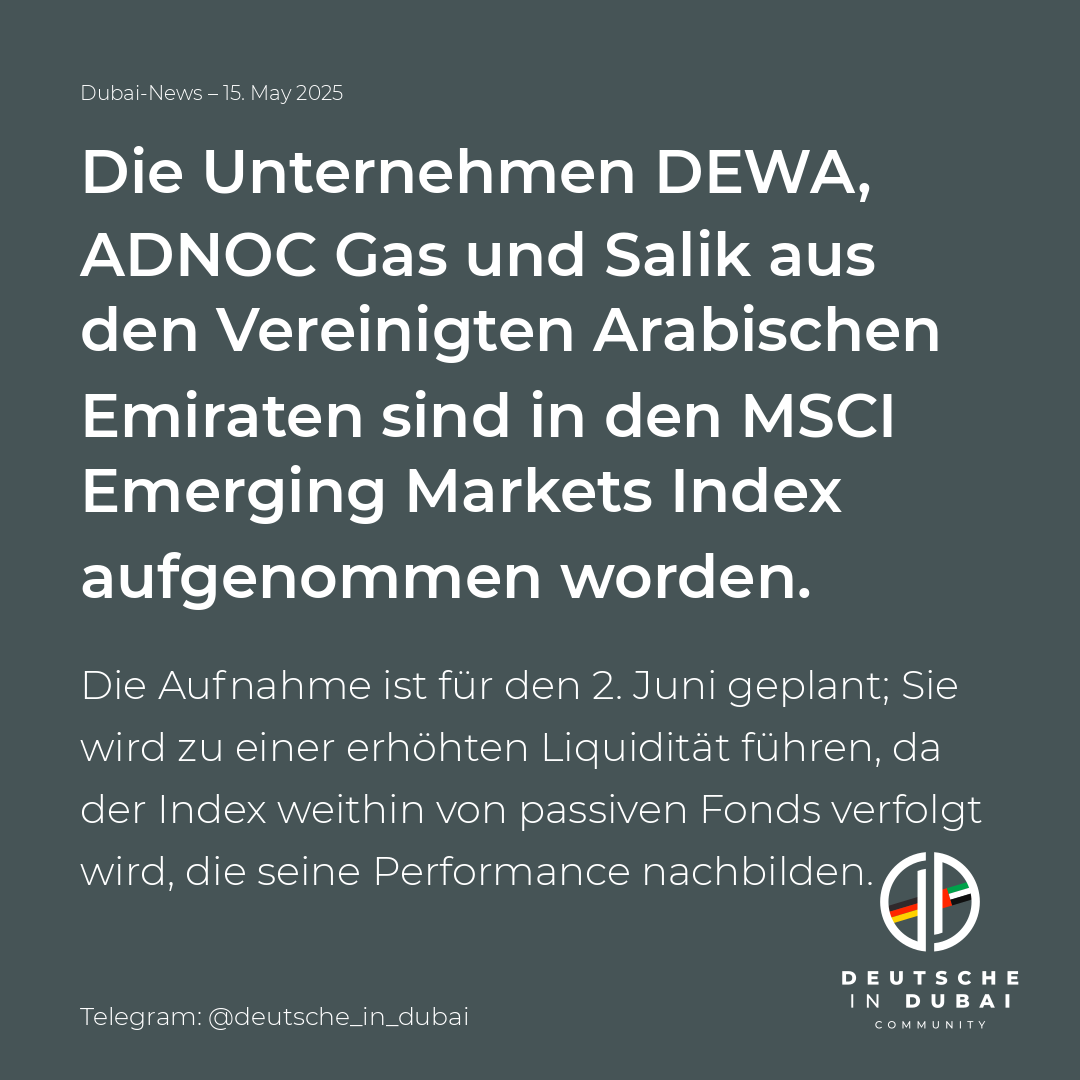 Dubai-News – 15. May 2025
Die Unternehmen DEWA,
ADNOC Gas und Salik aus
den Vereinigten Arabischen
Emiraten sind in den MSCI
Emerging Markets Index
aufgenommen worden.
Die Aufnahme ist für den 2. Juni geplant; Sie
wird zu einer erhöhten Liquidität führen, da
der Index weithin von passiven Fonds verfolgt
wird, die seine Performance nachbilden.
DEUTSCHE
IN DUBAI
COMMUNITY
Telegram: @deutsche_in_dubai